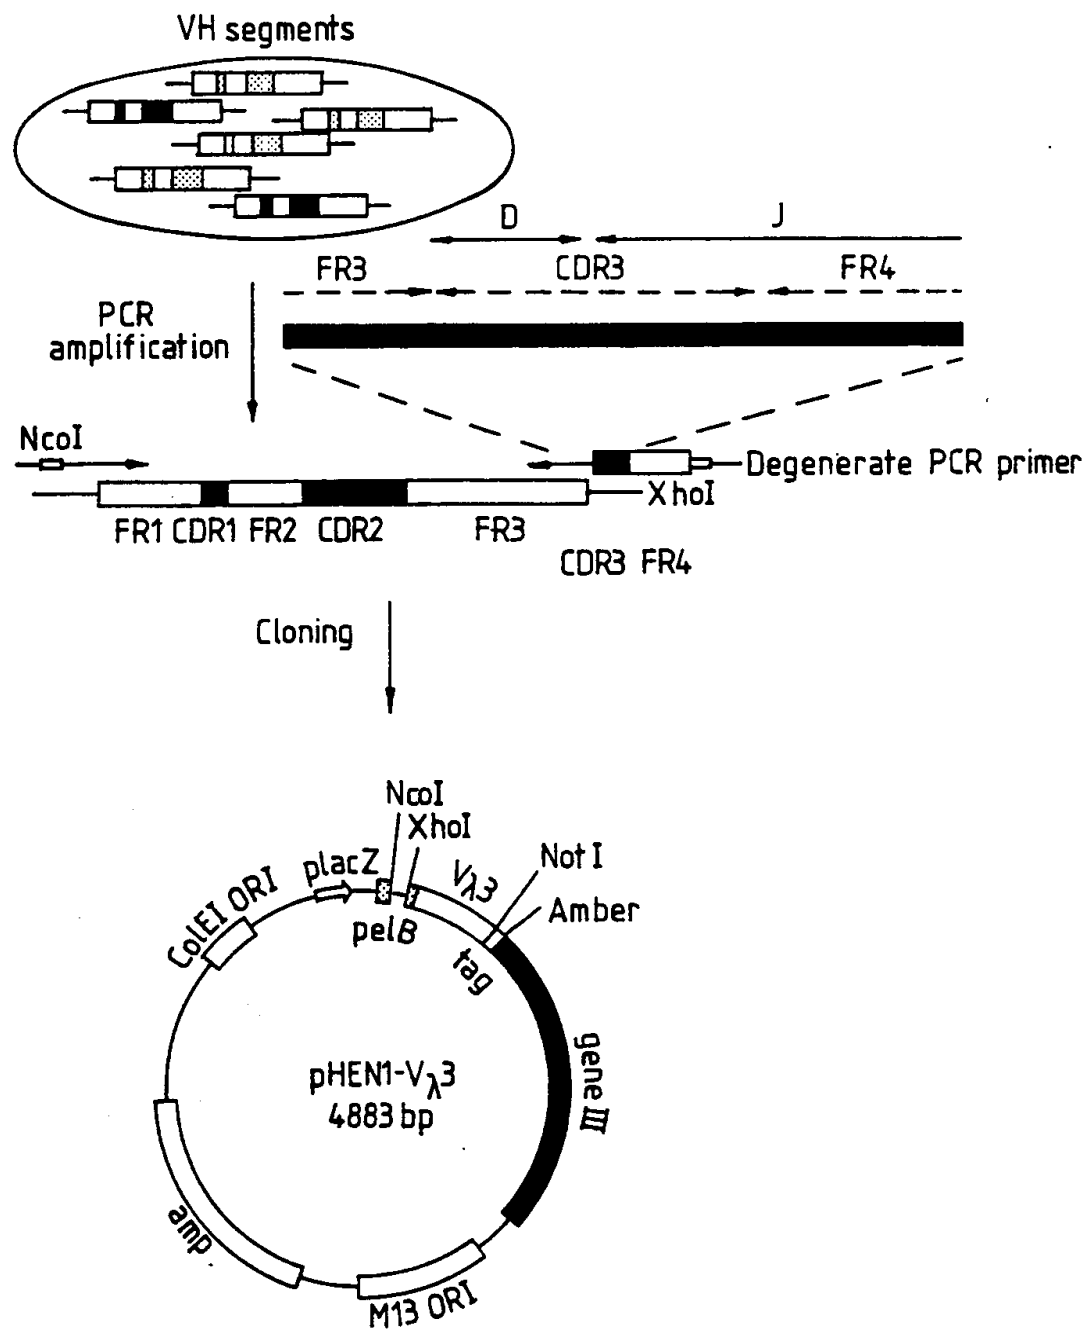 VH segments
D
J
FR3
CDR3
FR4
PCR
amplification
NcoI
Degenerate PCR primer
XhoI
FR1 CDR1 FR2 CDR2 FR3
CDR3 FR4
Cloning
NcoI
XhoI
placZ
Vλ3
Not I
Amber
ColEI ORI
pelB
tag
gene III
pHEN1-Vλ3
4883 bp
amp
M13 ORI